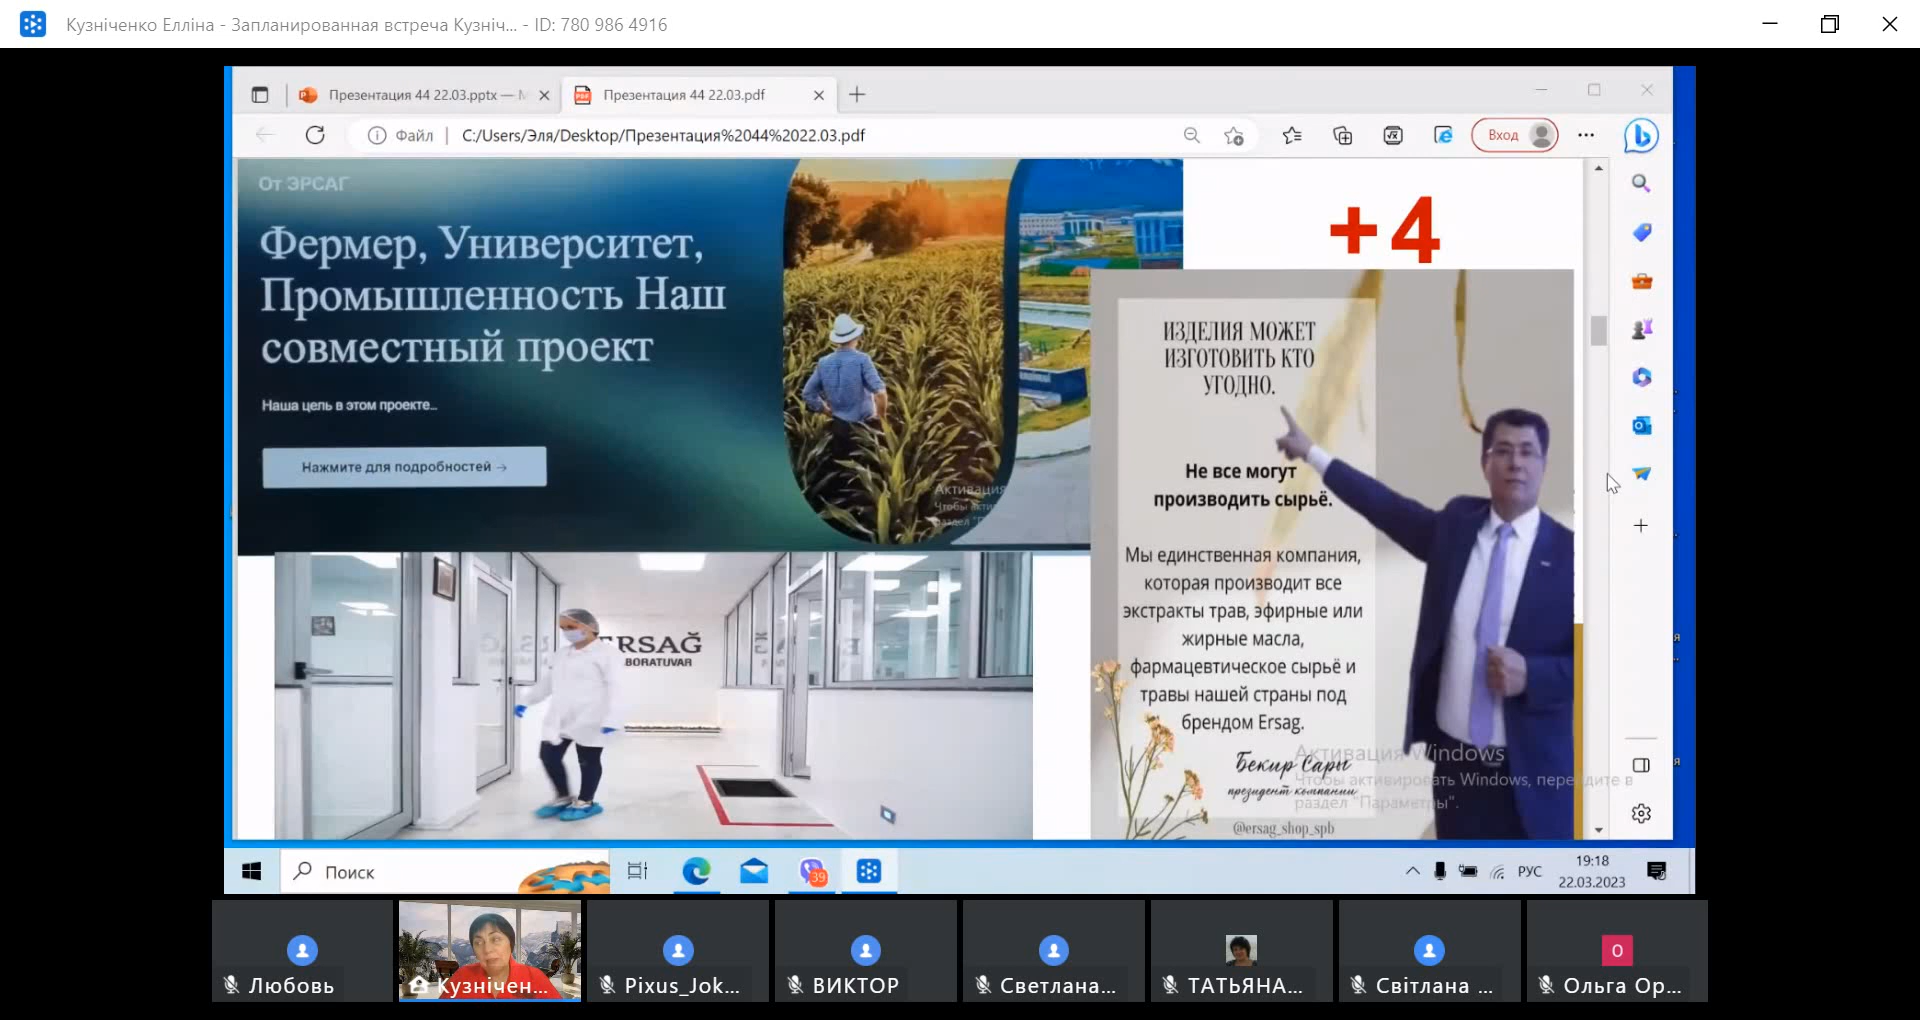 Кузніченко Елліна - Запланированная встреча Кузніч... - ID: 780 986 4916
Презентация 44 22.03.pptx — М
Презентация 44 22.03.pdf
Файл
C:/Users/Эля/Desktop/Презентация%2044%2022.03.pdf
Вход
От ЭРСАГ
Фермер, Университет,
Промышленность Наш
совместный проект
Наша цель в этом проекте...
Нажмите для подробностей →
Активация
+4
ИЗДЕЛИЯ МОЖЕТ
ИЗГОТОВИТЬ КТО
УГОДНО.
Не все могут
производить сырьё.
Мы единственная компания,
которая производит все
экстракты трав, эфирные или
жирные масла,
фармацевтическое сырьё и
травы нашей страны под
брендом Ersag.
Бекир Сары
президент компании
@ersag_shop_spb
ERSAĞ
BORATUVAR
Активация Windows
Чтобы активировать Windows, перейдите в
раздел "Параметры".
Поиск
39
РУС
19:18
22.03.2023
Любовь
Кузнічен...
Pixus_Jok...
ВИКТОР
Светлана...
ТАТЬЯНА...
Світлана ...
О
Ольга Ор...